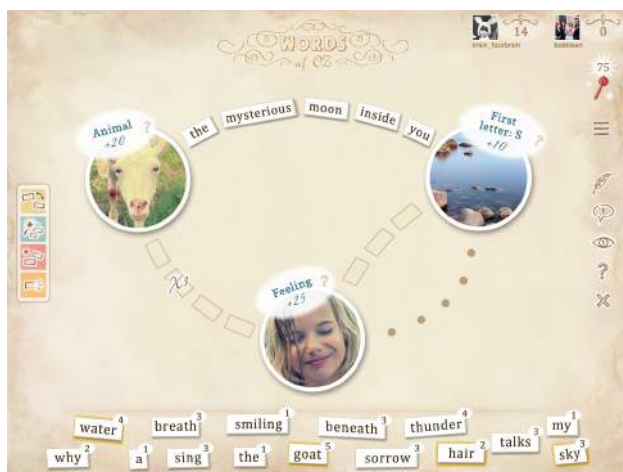 WORDS
of OZ
14
0
75
Animal
+20
?
the mysterious moon inside you
First
letter: S
+10
?
X3
Feeling
+25
?
?
water 4
breath 3
smiling 1
beneath 3
thunder 4
my 1
why 2
a 1
sing 3
the 1
goat 5
sorrow 3
hair 2
talks 3
sky 3